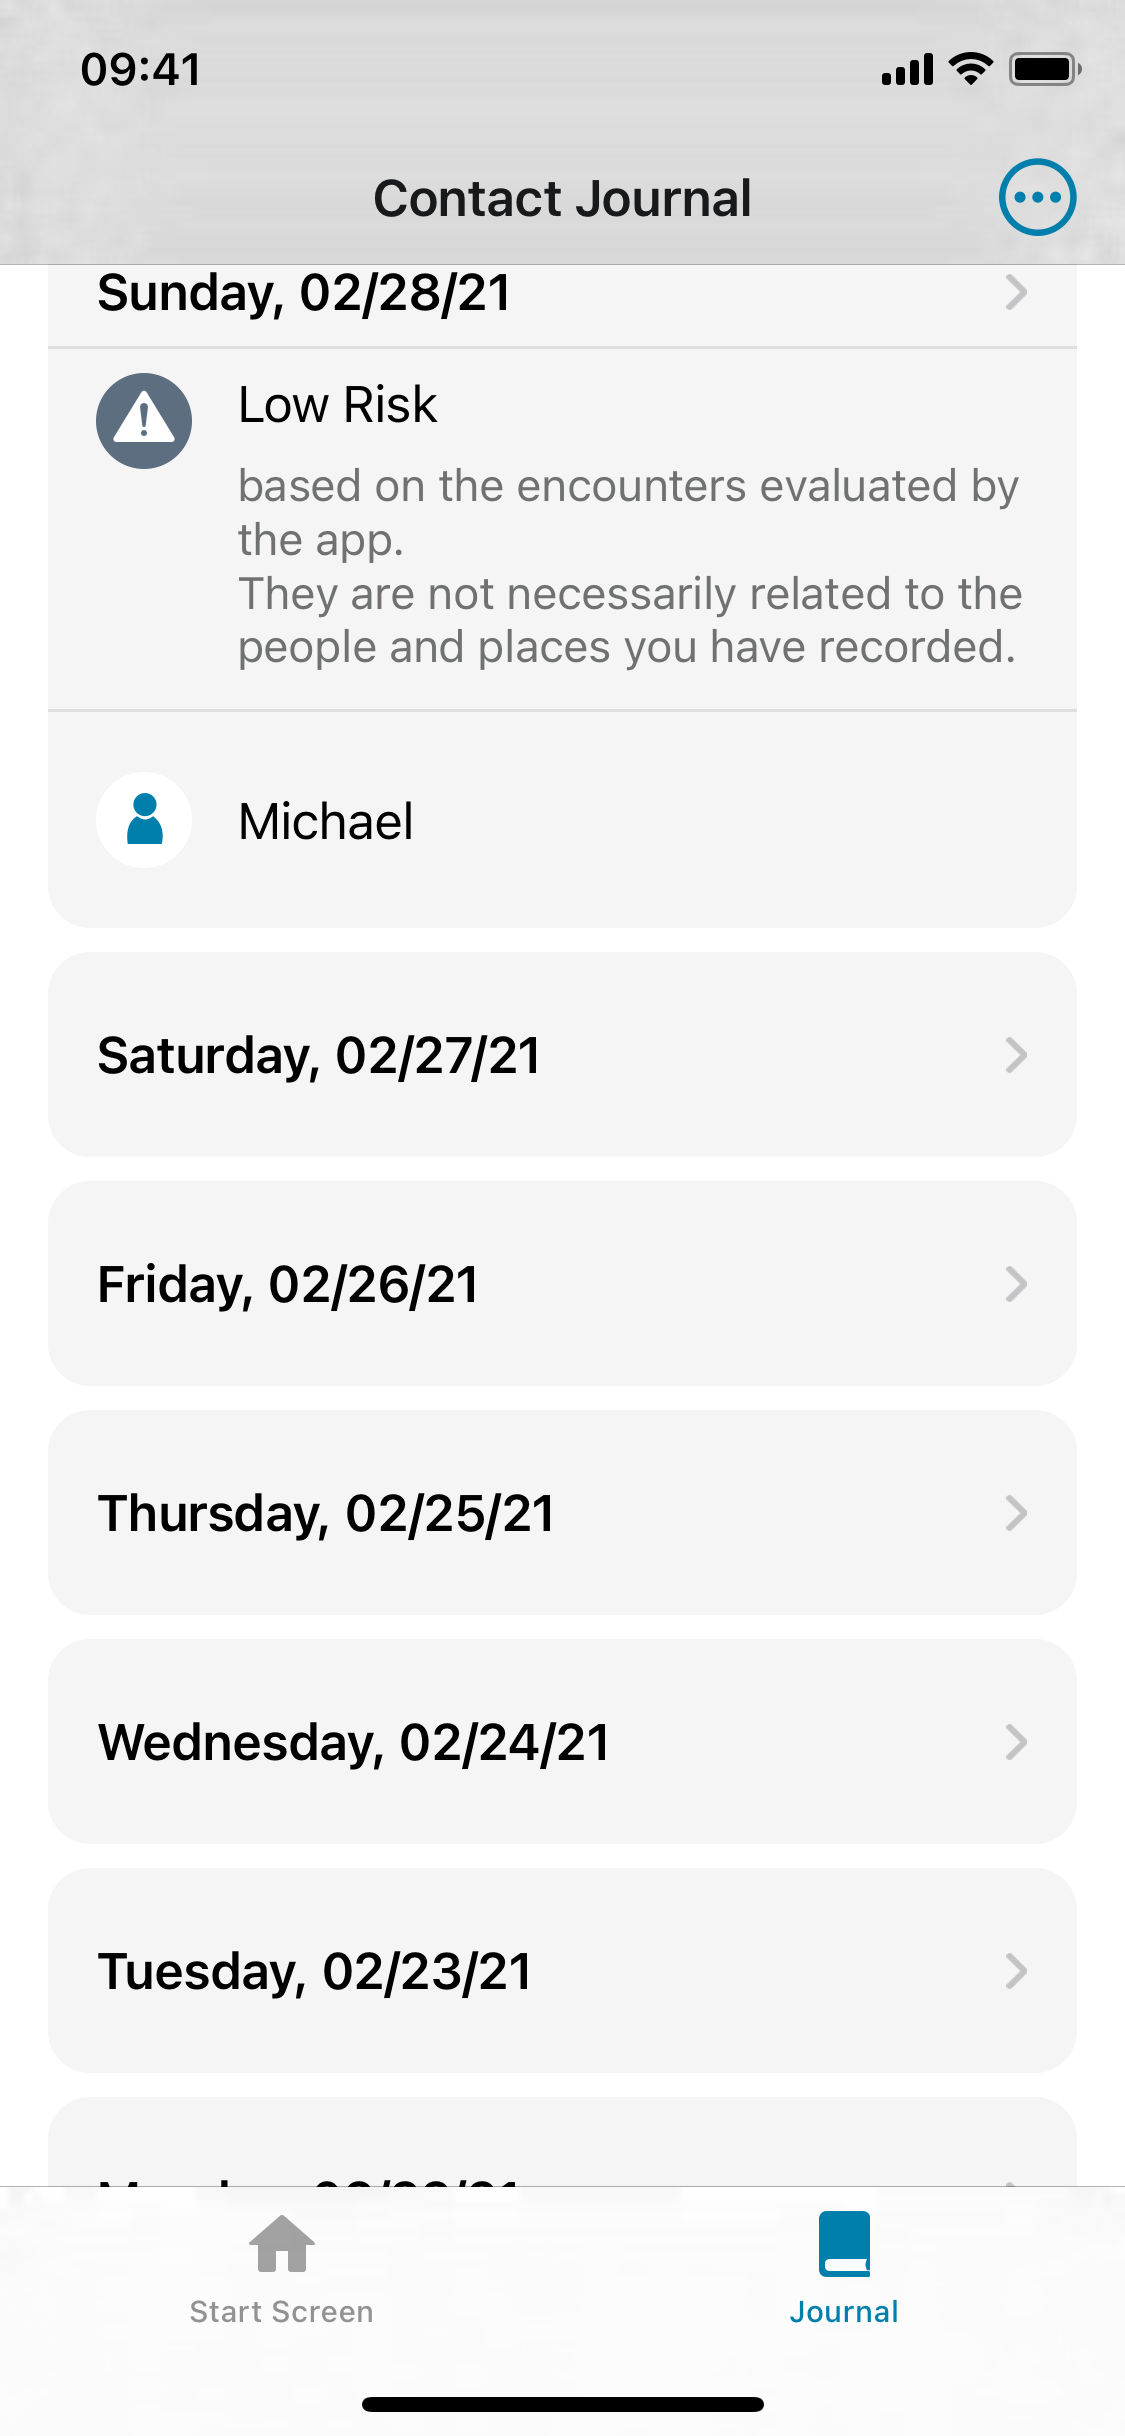 09:41
Contact Journal
Sunday, 02/28/21
Low Risk
based on the encounters evaluated by
the app.
They are not necessarily related to the
people and places you have recorded.
Michael
Saturday, 02/27/21
Friday, 02/26/21
Thursday, 02/25/21
Wednesday, 02/24/21
Tuesday, 02/23/21
Start Screen
Journal